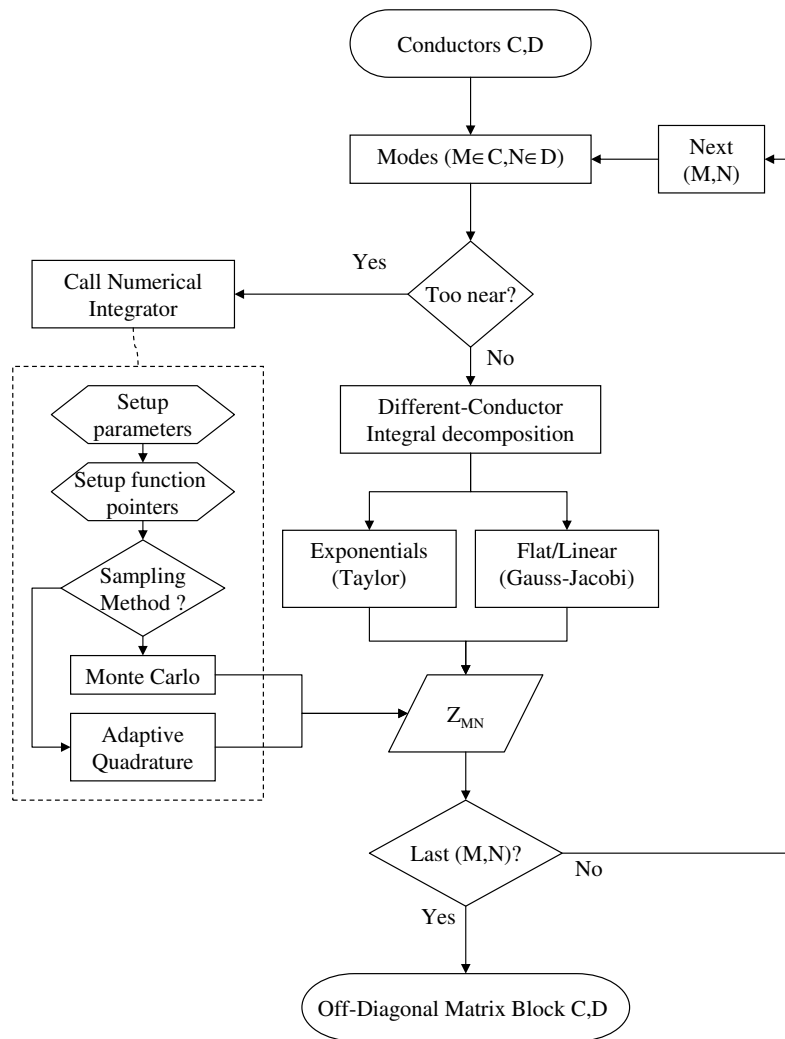 Conductors C,D
Modes (M∈C,N∈D)
Next
(M,N)
Yes
Too near?
Call Numerical
Integrator
No
Setup
parameters
Setup function
pointers
Sampling
Method ?
Monte Carlo
Adaptive
Quadrature
Different-Conductor
Integral decomposition
Exponentials
(Taylor)
Flat/Linear
(Gauss-Jacobi)
Z_MN
Last (M,N)?
No
Yes
Off-Diagonal Matrix Block C,D